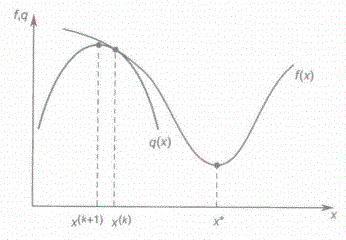 f,q
f(x)
q(x)
x(k+1) x(k) x*
x